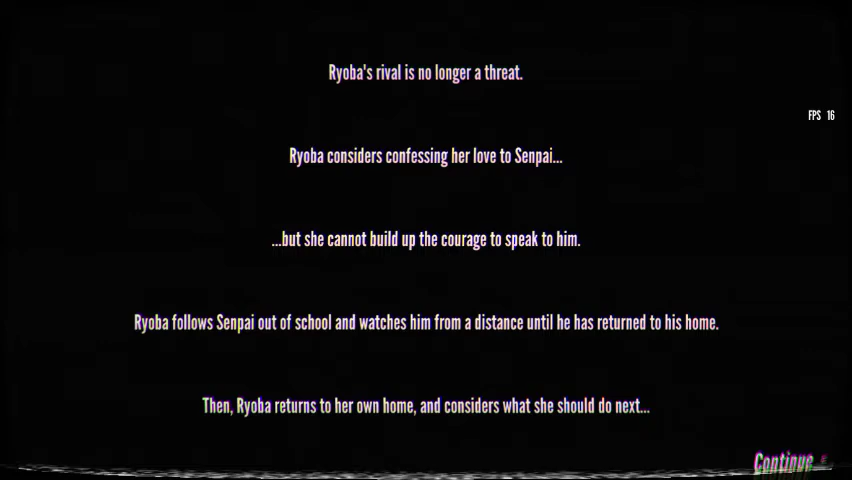 Ryoba's rival is no longer a threat.
FPS 16
Ryoba considers confessing her love to Senpai...
...but she cannot build up the courage to speak to him.
Ryoba follows Senpai out of school and watches him from a distance until he has returned to his home.
Then, Ryoba returns to her own home, and considers what she should do next...
Continue